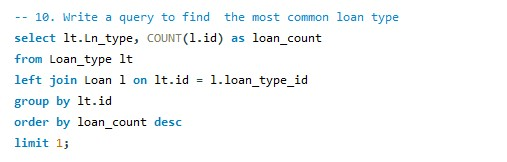 -- 10. Write a query to find  the most common loan type
select lt.Ln_type, COUNT(l.id) as loan_count
from Loan_type lt
left join Loan l on lt.id = l.loan_type_id
group by lt.id
order by loan_count desc
limit 1;